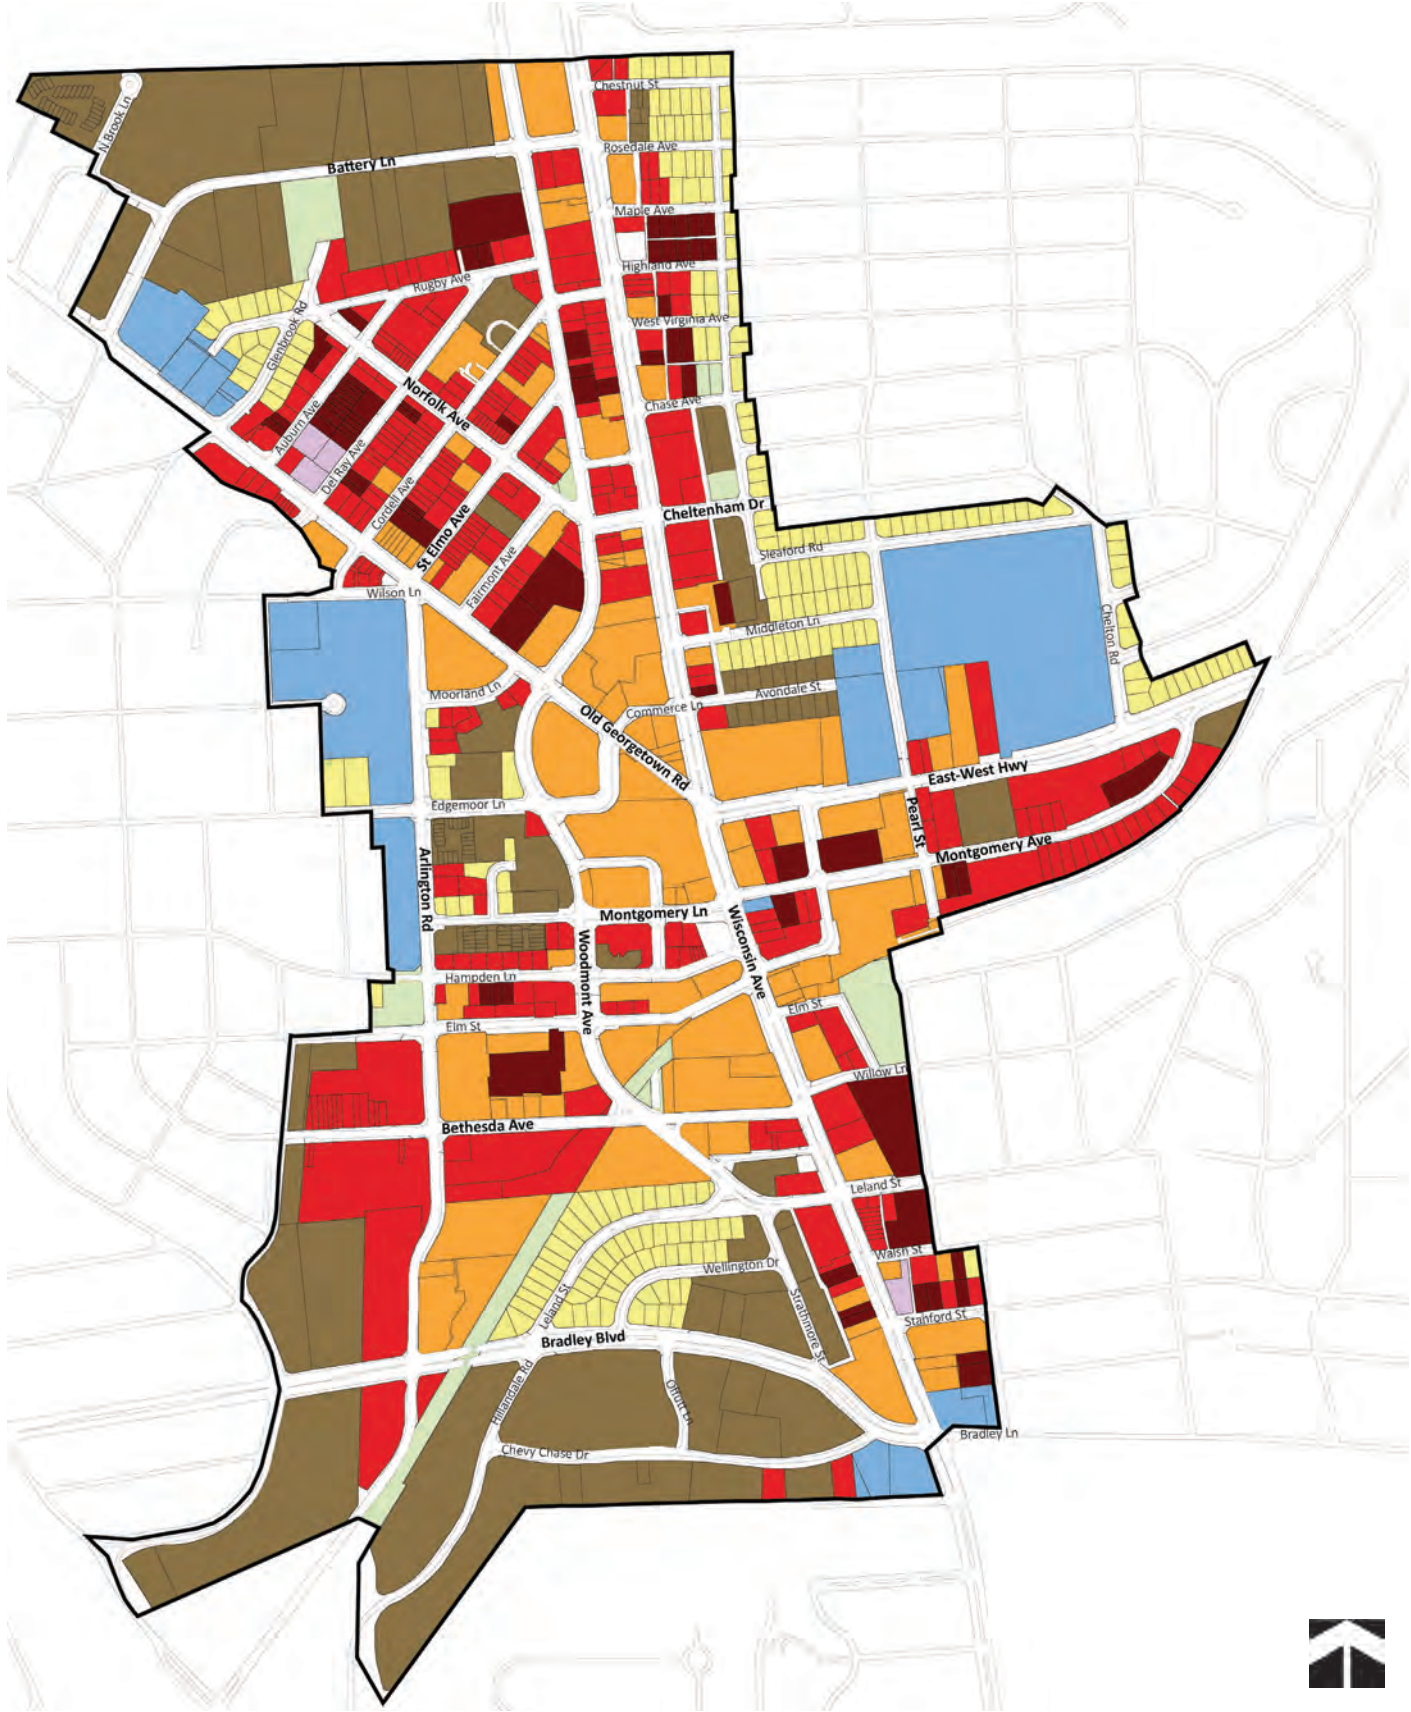 Chestnut St
N Brook Ln
Rosedale Ave
Battery Ln
Maple Ave
Highland Ave
Rugby Ave
Glenbrook Rd
West Virginia Ave
Norfolk Ave
Chase Ave
Auburn Ave
Del Ray Ave
Cordell Ave
St Elmo Ave
Cheltenham Dr
Fairmont Ave
Sleaford Rd
Wilson Ln
Middleton Ln
Chelton Rd
Moorland Ln
Avondale St
Commerce Ln
Old Georgetown Rd
East-West Hwy
Edgemoor Ln
Pearl St
Montgomery Ave
Arlington Rd
Montgomery Ln
Wisconsin Ave
Woodmont Ave
Hampden Ln
Elm St
Elm St
Willow Ln
Bethesda Ave
Leland St
Walsh St
Wellington Dr
Leland St
Strathmore St
Stanford St
Bradley Blvd
Hillandale Rd
Offutt Ln
Bradley Ln
Chevy Chase Dr